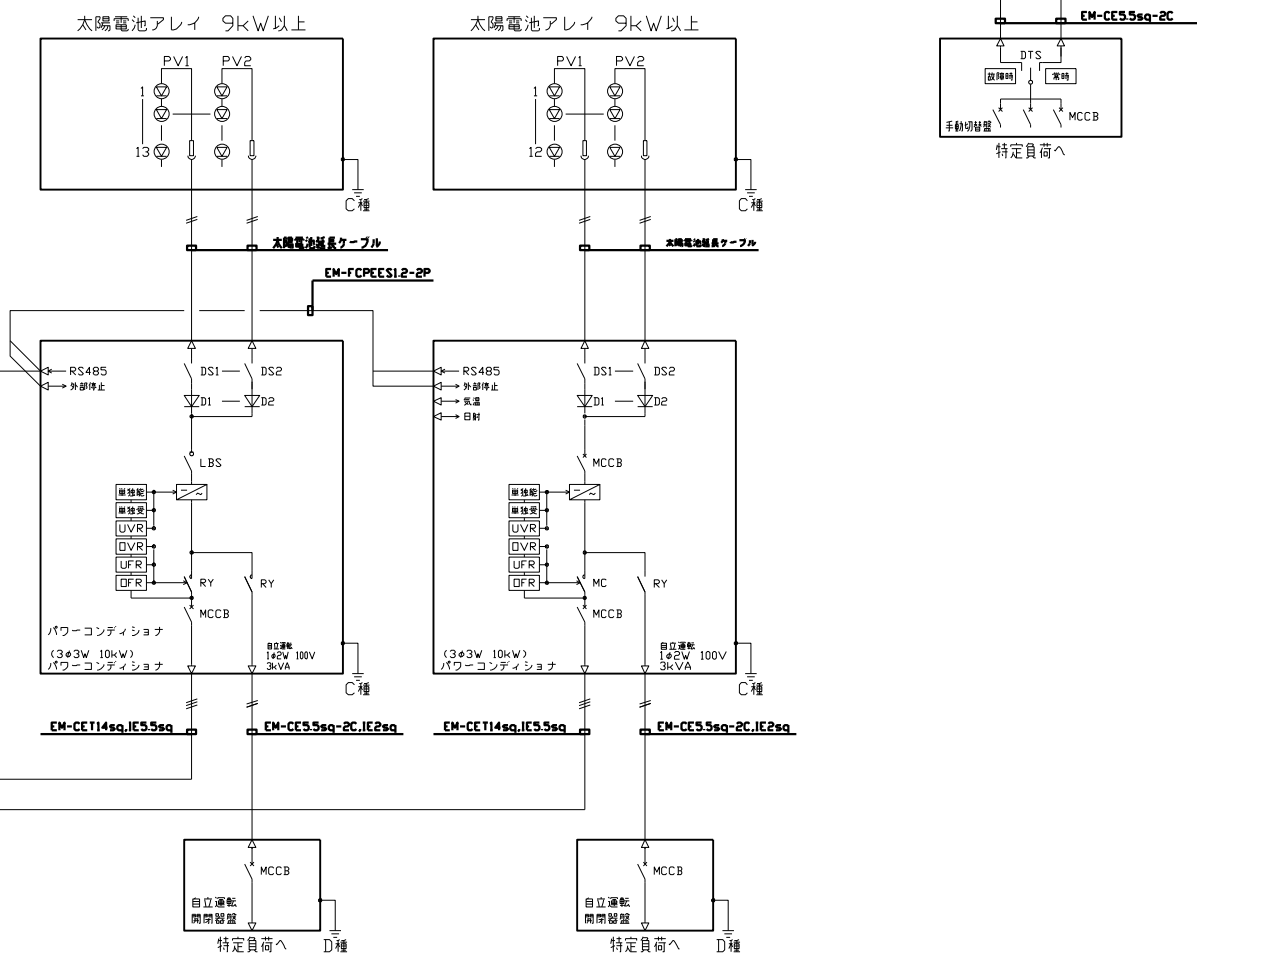 太陽電池アレイ　9kW以上
PV1 PV2
1
13
C種
太陽電池延長ケーブル
EM-FCPEES1.2-2P
RS485
外部停止
DS1 DS2
D1 D2
LBS
単独能
単独受
UVR
OVR
UFR
OFR
RY RY
MCCB
パワーコンディショナ
(3φ3W 10kW)
パワーコンディショナ
自立運転
1φ2W 100V
3kVA
C種
EM-CET14sq,IE5.5sq
EM-CE5.5sq-2C,IE2sq
MCCB
自立運転
開閉器盤
D種
特定負荷へ
太陽電池アレイ　9kW以上
PV1 PV2
1
12
C種
太陽電池延長ケーブル
RS485
外部停止
気温
日射
DS1 DS2
D1 D2
MCCB
単独能
単独受
UVR
OVR
UFR
OFR
MC RY
MCCB
(3φ3W 10kW)
パワーコンディショナ
自立運転
1φ2W 100V
3kVA
C種
EM-CET14sq,IE5.5sq
EM-CE5.5sq-2C,IE2sq
MCCB
自立運転
開閉器盤
D種
特定負荷へ
EM-CE5.5sq-2C
DTS
故障時 常時
MCCB
手動切替盤
特定負荷へ